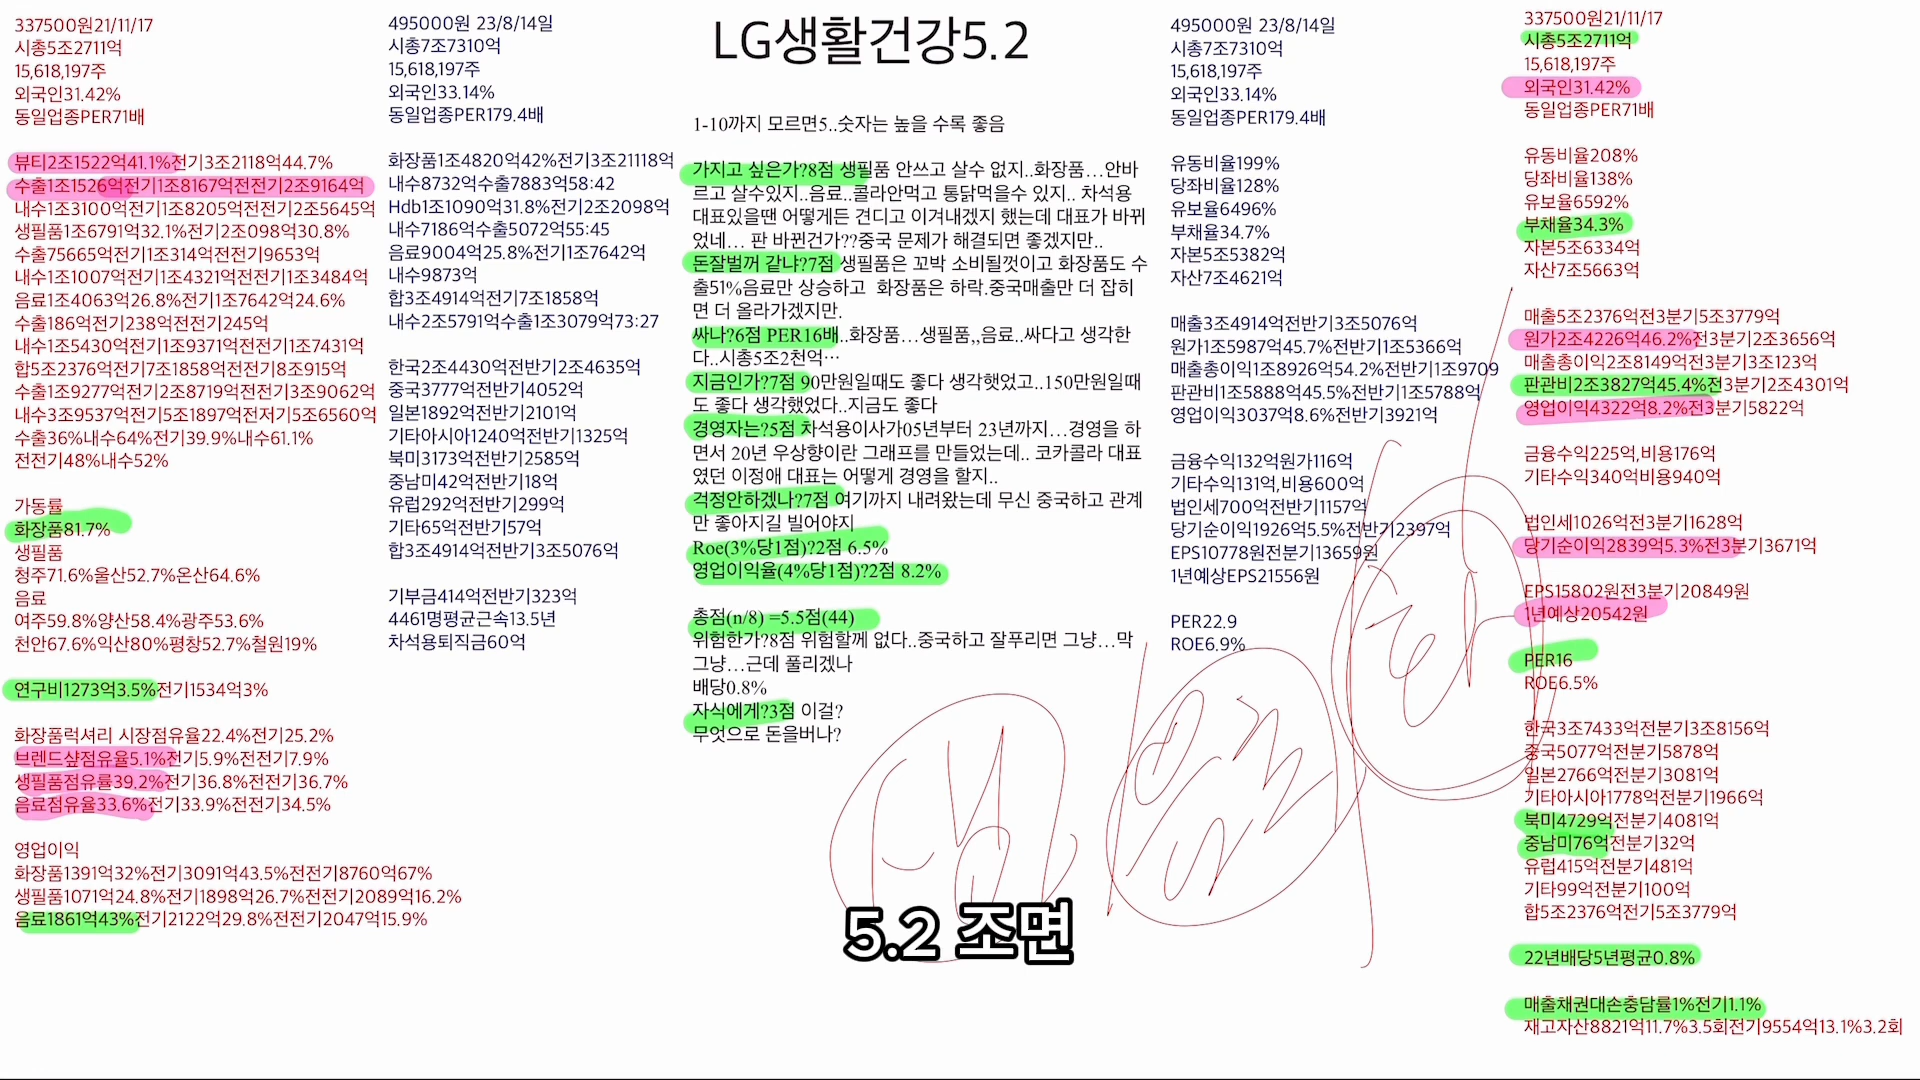 337500원21/11/17
시총5조2711억
15,618,197주
외국인31.42%
동일업종PER71배
뷰티2조1522억41.1%전기3조2118억44.7%
수출1조1526억전기1조8167억전전기2조9164억
내수1조3100억전기1조8205억전전기2조5645억
생필품1조6791억32.1%전기2조098억30.8%
수출75665억전기1조314억전전기9653억
내수1조1007억전기1조4321억전전기1조3484억
음료1조4063억26.8%전기1조7642억24.6%
수출186억전기238억전전기245억
내수1조5430억전기1조9371억전전기1조7431억
합5조2376억전기7조1858억전전기8조915억
수출1조9277억전기2조8719억전전기3조9062억
내수3조9537억전기5조1897억전저기5조6560억
수출36%내수64%전기39.9%내수61.1%
전전기48%내수52%
가동률
화장품81.7%
생필품
청주71.6%울산52.7%온산64.6%
음료
여주59.8%양산58.4%광주53.6%
천안67.6%익산80%평창52.7%철원19%
연구비1273억3.5%전기1534억3%
화장품럭셔리 시장점유율22.4%전기25.2%
브렌드샾점유율5.1%전기5.9%전전기7.9%
생필품점유률39.2%전기36.8%전전기36.7%
음료점유율33.6%전기33.9%전전기34.5%
영업이익
화장품1391억32%전기3091억43.5%전전기8760억67%
생필품1071억24.8%전기1898억26.7%전전기2089억16.2%
음료1861억43%전기2122억29.8%전전기2047억15.9%
495000원 23/8/14일
시총7조7310억
15,618,197주
외국인33.14%
동일업종PER179.4배
화장품1조4820억42%전기3조21118억
내수8732억수출7883억58:42
Hdb1조1090억31.8%전기2조2098억
내수7186억수출5072억55:45
음료9004억25.8%전기1조7642억
내수9873억
합3조4914억전기7조1858억
내수2조5791억수출1조3079억73:27
한국2조4430억전반기2조4635억
중국3777억전반기4052억
일본1892억전반기2101억
기타아시아1240억전반기1325억
북미3173억전반기2585억
중남미42억전반기18억
유럽292억전반기299억
기타65억전반기57억
합3조4914억전반기3조5076억
기부금414억전반기323억
4461명평균근속13.5년
차석용퇴직금60억
LG생활건강5.2
1-10까지 모르면5..숫자는 높을 수록 좋음
가지고 싶은가?8점 생필품 안쓰고 살수 없지..화장품…안바
르고 살수있지..음료..콜라안먹고 통닭먹을수 있지.. 차석용
대표있을땐 어떻게든 견디고 이겨내겠지 했는데 대표가 바뀌
었네… 판 바뀐건가??중국 문제가 해결되면 좋겠지만..
돈잘벌꺼 같냐?7점 생필품은 꼬박 소비될껏이고 화장품도 수
출51%음료만 상승하고  화장품은 하락.중국매출만 더 잡히
면 더 올라가겠지만.
싸나?6점 PER16배..화장품…생필품,,음료..싸다고 생각한
다..시총5조2천억…
지금인가?7점 90만원일때도 좋다 생각햇었고..150만원일때
도 좋다 생각했었다..지금도 좋다
경영자는?5점 차석용이사가05년부터 23년까지…경영을 하
면서 20년 우상향이란 그래프를 만들었는데.. 코카콜라 대표
였던 이정애 대표는 어떻게 경영을 할지..
걱정안하겠나?7점 여기까지 내려왔는데 무신 중국하고 관계
만 좋아지길 빌어야지
Roe(3%당1점)?2점 6.5%
영업이익율(4%당1점)?2점 8.2%
총점(n/8) =5.5점(44)
위험한가?8점 위험할께 없다..중국하고 잘푸리면 그냥…막
그냥…근데 풀리겠나
배당0.8%
자식에게?3점 이걸?
무엇으로 돈을버나?
5.2 조면
495000원 23/8/14일
시총7조7310억
15,618,197주
외국인33.14%
동일업종PER179.4배
유동비율199%
당좌비율128%
유보율6496%
부채율34.7%
자본5조5382억
자산7조4621억
매출3조4914억전반기3조5076억
원가1조5987억45.7%전반기1조5366억
매출총이익1조8926억54.2%전반기1조9709
판관비1조5888억45.5%전반기1조5788억
영업이익3037억8.6%전반기3921억
금융수익132억원가116억
기타수익131억,비용600억
법인세700억전반기1157억
당기순이익1926억5.5%전반기2397억
EPS10778원전분기13659원
1년예상EPS21556원
PER22.9
ROE6.9%
337500원21/11/17
시총5조2711억
15,618,197주
외국인31.42%
동일업종PER71배
유동비율208%
당좌비율138%
유보율6592%
부채율34.3%
자본5조6334억
자산7조5663억
매출5조2376억전3분기5조3779억
원가2조4226억46.2%전3분기2조3656억
매출총이익2조8149억전3분기3조123억
판관비2조3827억45.4%전3분기2조4301억
영업이익4322억8.2%전3분기5822억
금융수익225억,비용176억
기타수익340억비용940억
법인세1026억전3분기1628억
당기순이익2839억5.3%전3분기3671억
EPS15802원전3분기20849원
1년예상20542원
PER16
ROE6.5%
한국3조7433억전분기3조8156억
중국5077억전분기5878억
일본2766억전분기3081억
기타아시아1778억전분기1966억
북미4729억전분기4081억
중남미76억전분기32억
유럽415억전분기481억
기타99억전분기100억
합5조2376억전기5조3779억
22년배당5년평균0.8%
매출채권대손충담률1%전기1.1%
재고자산8821억11.7%3.5회전기9554억13.1%3.2회